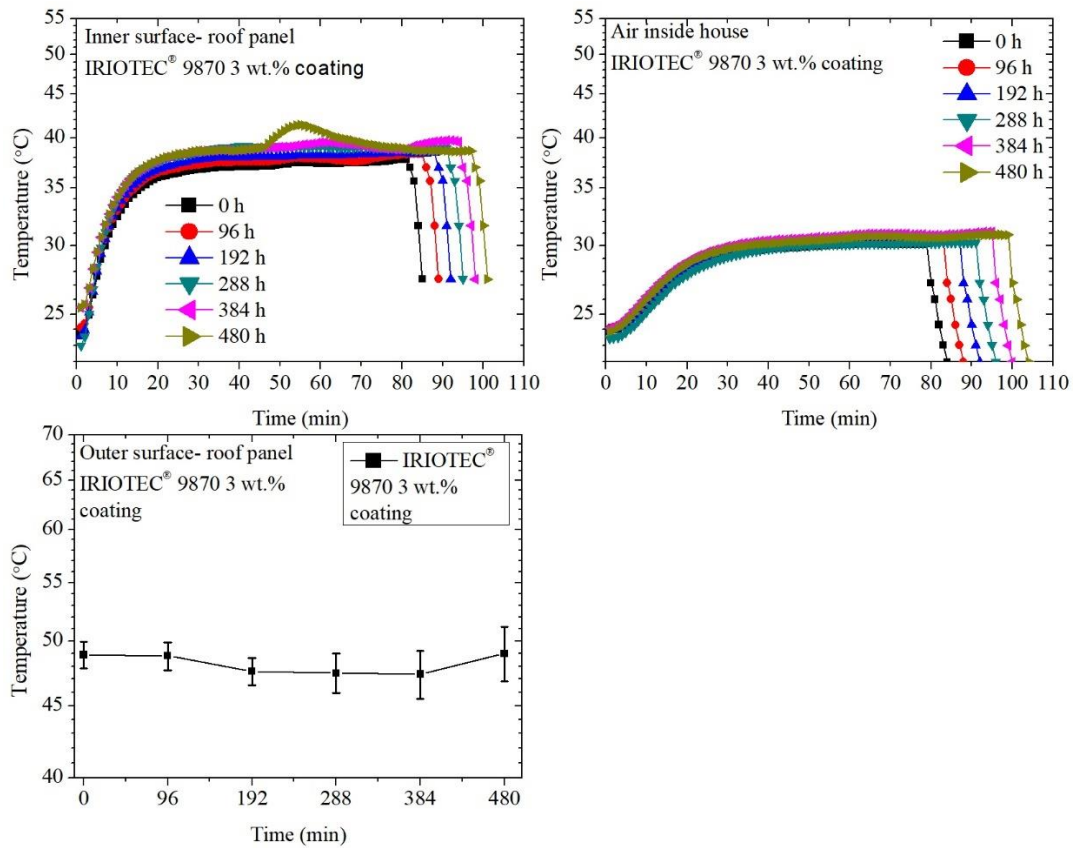 Inner surface- roof panel
IRIOTEC® 9870 3 wt.% coating
0 h
96 h
192 h
288 h
384 h
480 h
Temperature (°C)
55
50
45
40
35
30
25
0 10 20 30 40 50 60 70 80 90 100 110
Time (min)
Air inside house
IRIOTEC® 9870 3 wt.% coating
0 h
96 h
192 h
288 h
384 h
480 h
Temperature (°C)
55
50
45
40
35
30
25
0 10 20 30 40 50 60 70 80 90 100 110
Time (min)
Outer surface- roof panel
IRIOTEC® 9870 3 wt.%
coating
IRIOTEC®
9870 3 wt.%
coating
Temperature (°C)
70
65
60
55
50
45
40
0 96 192 288 384 480
Time (min)